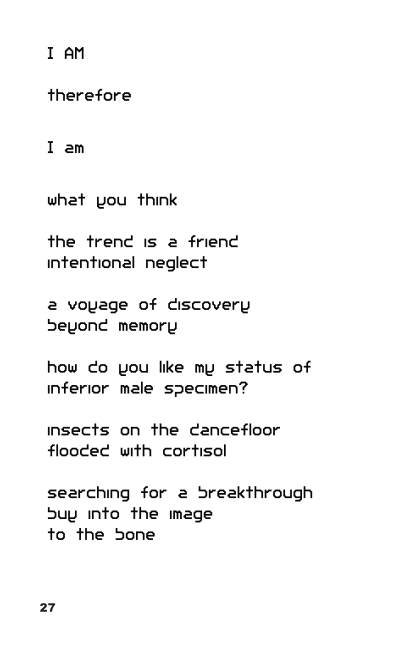 I AM
therefore
I am
what you think
the trend is a friend
intentional neglect
a voyage of discovery
beyond memory
how do you like my status of
inferior male specimen?
insects on the dancefloor
flooded with cortisol
searching for a breakthrough
buy into the image
to the bone
27